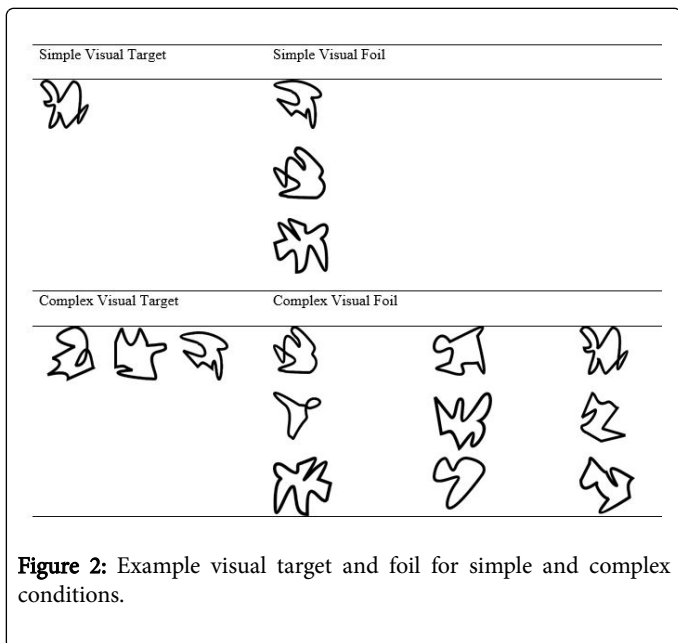 Simple Visual Target Simple Visual Foil
Complex Visual Target Complex Visual Foil
Figure 2: Example visual target and foil for simple and complex
conditions.